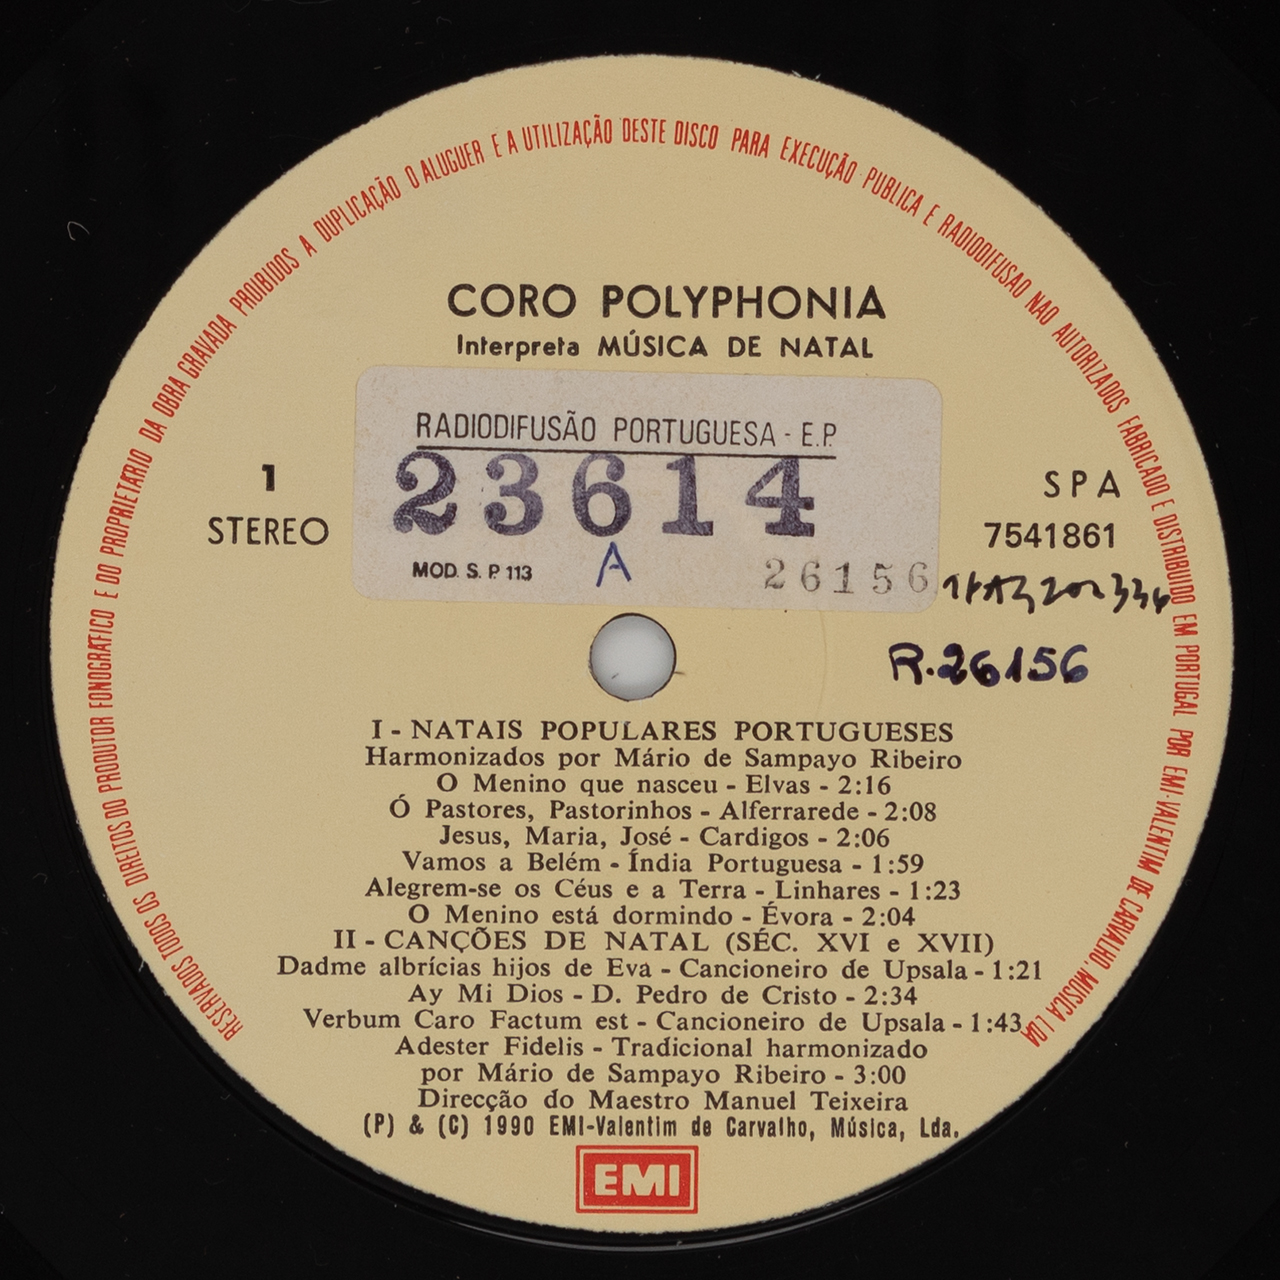 RESERVADOS TODOS OS DIREITOS DO PRODUTOR FONOGRAFICO E DO PROPRIETARIO DA OBRA GRAVADA PROIBIDOS A DUPLICAÇÃO O ALUGUER E A UTILIZAÇÃO DESTE DISCO PARA EXECUÇÃO PUBLICA E RADIODIFUSAO NAO AUTORIZADOS FABRICADO E DISTRIBUIDO EM PORTUGAL POR EMI-VALENTIM DE CARVALHO, MUSICA LDA
CORO POLYPHONIA
Interpreta MÚSICA DE NATAL
RADIODIFUSÃO PORTUGUESA - E.P.
23614
MOD. S. P. 113 A 26156
1
STEREO
SPA
7541861
R.26156
I - NATAIS POPULARES PORTUGUESES
Harmonizados por Mário de Sampayo Ribeiro
O Menino que nasceu - Elvas - 2:16
Ó Pastores, Pastorinhos - Alferrarede - 2:08
Jesus, Maria, José - Cardigos - 2:06
Vamos a Belém - Índia Portuguesa - 1:59
Alegrem-se os Céus e a Terra - Linhares - 1:23
O Menino está dormindo - Évora - 2:04
II - CANÇÕES DE NATAL (SÉC. XVI e XVII)
Dadme albrícias hijos de Eva - Cancioneiro de Upsala - 1:21
Ay Mi Dios - D. Pedro de Cristo - 2:34
Verbum Caro Factum est - Cancioneiro de Upsala - 1:43
Adester Fidelis - Tradicional harmonizado
por Mário de Sampayo Ribeiro - 3:00
Direcção do Maestro Manuel Teixeira
(P) & (C) 1990 EMI-Valentim de Carvalho, Música, Lda.
EMI